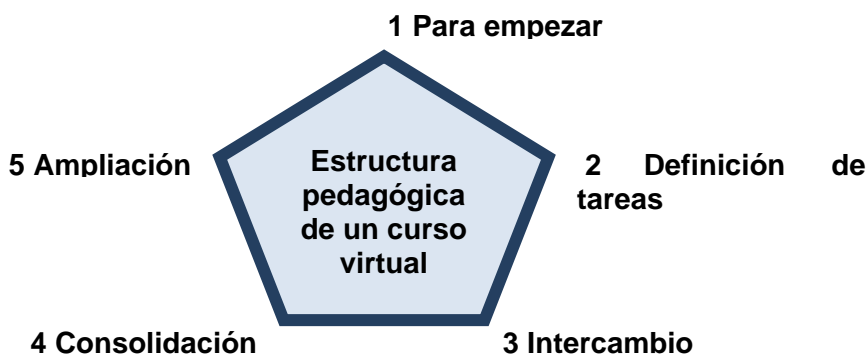 1 Para empezar
5 Ampliación
Estructura
pedagógica
de un curso
virtual
2 Definición de
tareas
4 Consolidación
3 Intercambio